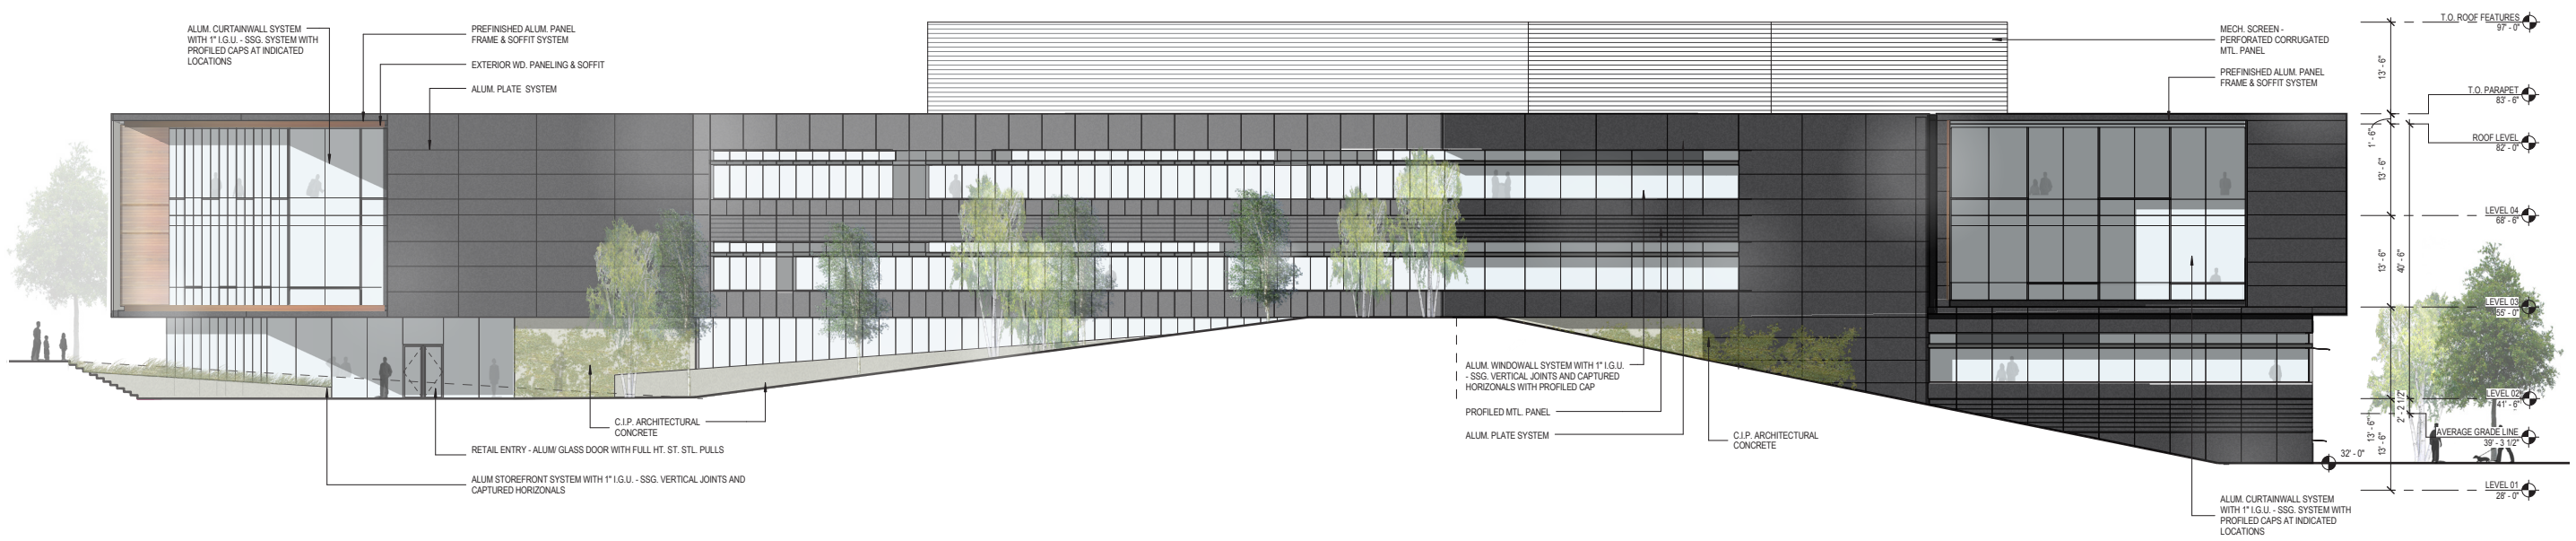 ALUM. CURTAINWALL SYSTEM
WITH 1" I.G.U. - SSG. SYSTEM WITH
PROFILED CAPS AT INDICATED
LOCATIONS
PREFINISHED ALUM. PANEL
FRAME & SOFFIT SYSTEM
EXTERIOR WD. PANELING & SOFFIT
ALUM. PLATE SYSTEM
MECH. SCREEN -
PERFORATED CORRUGATED
MTL. PANEL
PREFINISHED ALUM. PANEL
FRAME & SOFFIT SYSTEM
T.O. ROOF FEATURES
97' - 0"
T.O. PARAPET
83' - 6"
ROOF LEVEL
82' - 0"
LEVEL 04
68' - 6"
LEVEL 03
55' - 0"
LEVEL 02
41' - 6"
AVERAGE GRADE LINE
39' - 3 1/2"
LEVEL 01
28' - 0"
13' - 6"
1' - 6"
13' - 6"
13' - 6"
40' - 6"
2' - 2 1/2"
13' - 6"
13' - 6"
32' - 0"
C.I.P. ARCHITECTURAL
CONCRETE
RETAIL ENTRY - ALUM/ GLASS DOOR WITH FULL HT. ST. STL. PULLS
ALUM STOREFRONT SYSTEM WITH 1" I.G.U. - SSG. VERTICAL JOINTS AND
CAPTURED HORIZONALS
ALUM. WINDOWALL SYSTEM WITH 1" I.G.U.
- SSG. VERTICAL JOINTS AND CAPTURED
HORIZONALS WITH PROFILED CAP
PROFILED MTL. PANEL
ALUM. PLATE SYSTEM
C.I.P. ARCHITECTURAL
CONCRETE
ALUM. CURTAINWALL SYSTEM
WITH 1" I.G.U. - SSG. SYSTEM WITH
PROFILED CAPS AT INDICATED
LOCATIONS